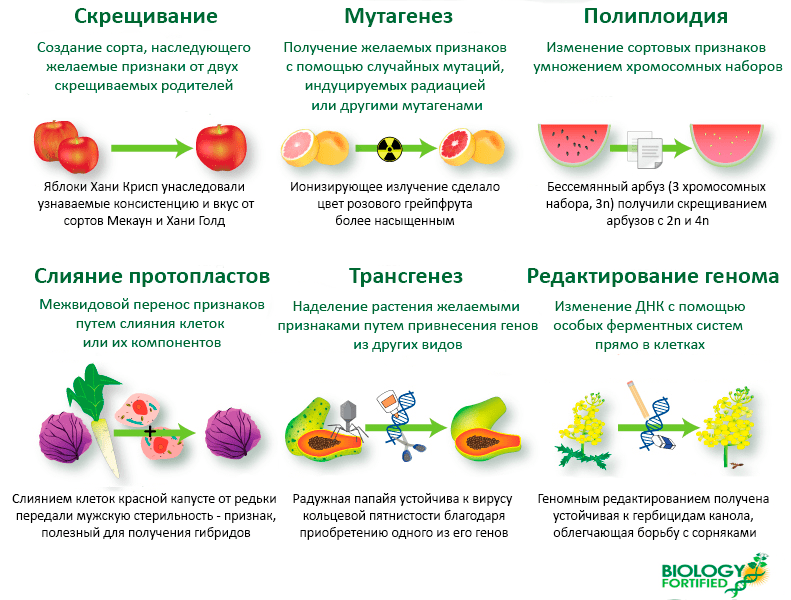 Скрещивание
Создание сорта, наследующего
желаемые признаки от двух
скрещиваемых родителей
Яблоки Хани Крисп унаследовали
узнаваемые консистенцию и вкус от
сортов Мекаун и Хани Голд
Мутагенез
Получение желаемых признаков
с помощью случайных мутаций,
индуцируемых радиацией
или другими мутагенами
Ионизирующее излучение сделало
цвет розового грейпфрута
более насыщенным
Полиплоидия
Изменение сортовых признаков
умножением хромосомных наборов
Бессемянный арбуз (3 хромосомных
набора, 3n) получили скрещиванием
арбузов с 2n и 4n
Слияние протопластов
Межвидовой перенос признаков
путем слияния клеток
или их компонентов
Слиянием клеток красной капусте от редьки
передали мужскую стерильность - признак,
полезный для получения гибридов
Трансгенез
Наделение растения желаемыми
признаками путем привнесения генов
из других видов
Радужная папайя устойчива к вирусу
кольцевой пятнистости благодаря
приобретению одного из его генов
Редактирование генома
Изменение ДНК с помощью
особых ферментных систем
прямо в клетках
Геномным редактированием получена
устойчивая к гербицидам канола,
облегчающая борьбу с сорняками
BIOLOGY
FORTIFIED